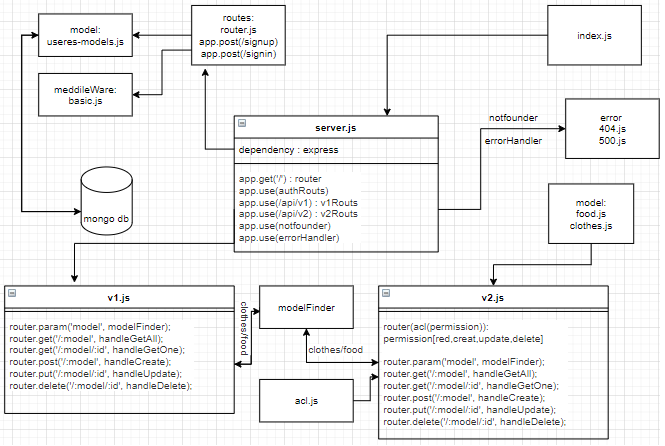 model:
useres-models.js
routes:
router.js
app.post(/signup)
app.post(/signin)
index.js
meddileWare:
basic.js
server.js
dependency : express
app.get('/') : router
app.use(authRouts)
app.use(/api/v1) : v1Routs
app.use(/api/v2) : v2Routs
app.use(notfounder)
app.use(errorHandler)
notfounder
errorHandler
error
404.js
500.js
mongo db
model:
food.js
clothes.js
v1.js
router.param('model', modelFinder);
router.get('/:model', handleGetAll);
router.get('/:model/:id', handleGetOne);
router.post('/:model', handleCreate);
router.put('/:model/:id', handleUpdate);
router.delete('/:model/:id', handleDelete);
clothes/food
modelFinder
clothes/food
acl.js
v2.js
router(acl(permission)):
permission[red,creat,update,delete]
router.param('model', modelFinder);
router.get('/:model', handleGetAll);
router.get('/:model/:id', handleGetOne);
router.post('/:model', handleCreate);
router.put('/:model/:id', handleUpdate);
router.delete('/:model/:id', handleDelete);